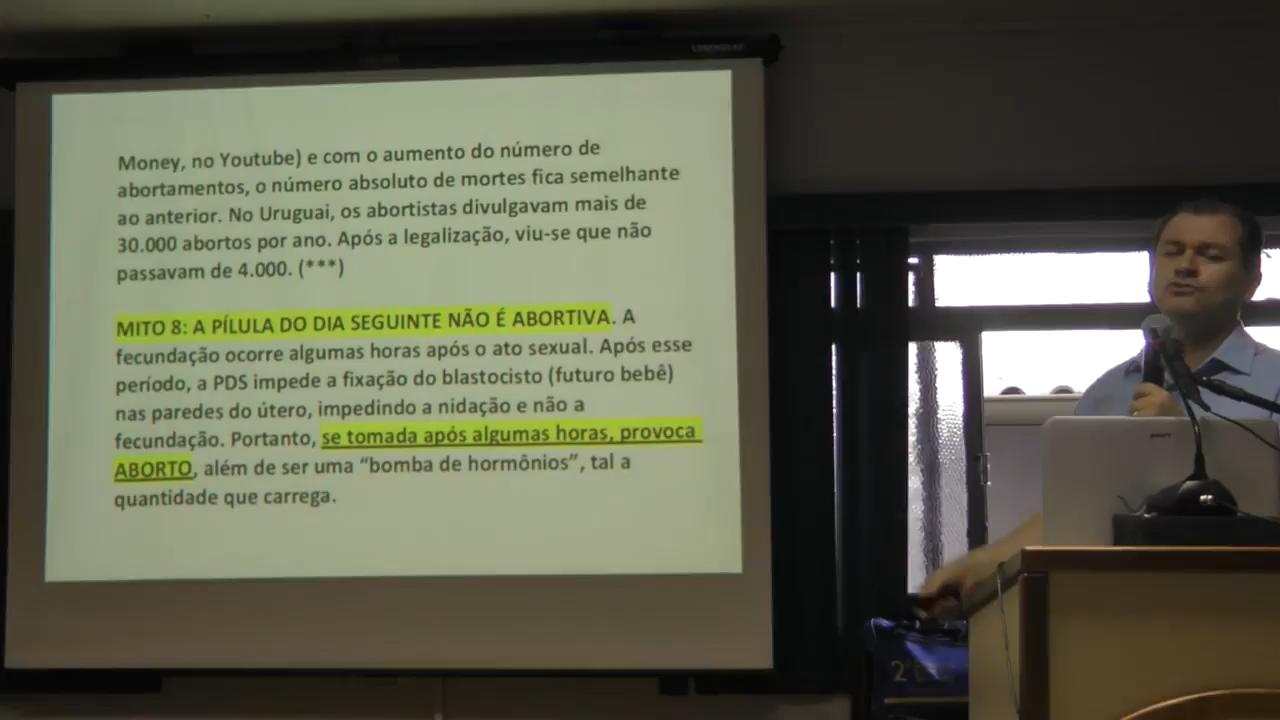 Money, no Youtube) e com o aumento do número de
abortamentos, o número absoluto de mortes fica semelhante
ao anterior. No Uruguai, os abortistas divulgavam mais de
30.000 abortos por ano. Após a legalização, viu-se que não
passavam de 4.000. (***)
MITO 8: A PÍLULA DO DIA SEGUINTE NÃO É ABORTIVA. A
fecundação ocorre algumas horas após o ato sexual. Após esse
período, a PDS impede a fixação do blastocisto (futuro bebê)
nas paredes do útero, impedindo a nidação e não a
fecundação. Portanto, se tomada após algumas horas, provoca
ABORTO, além de ser uma “bomba de hormônios”, tal a
quantidade que carrega.
SONY
2